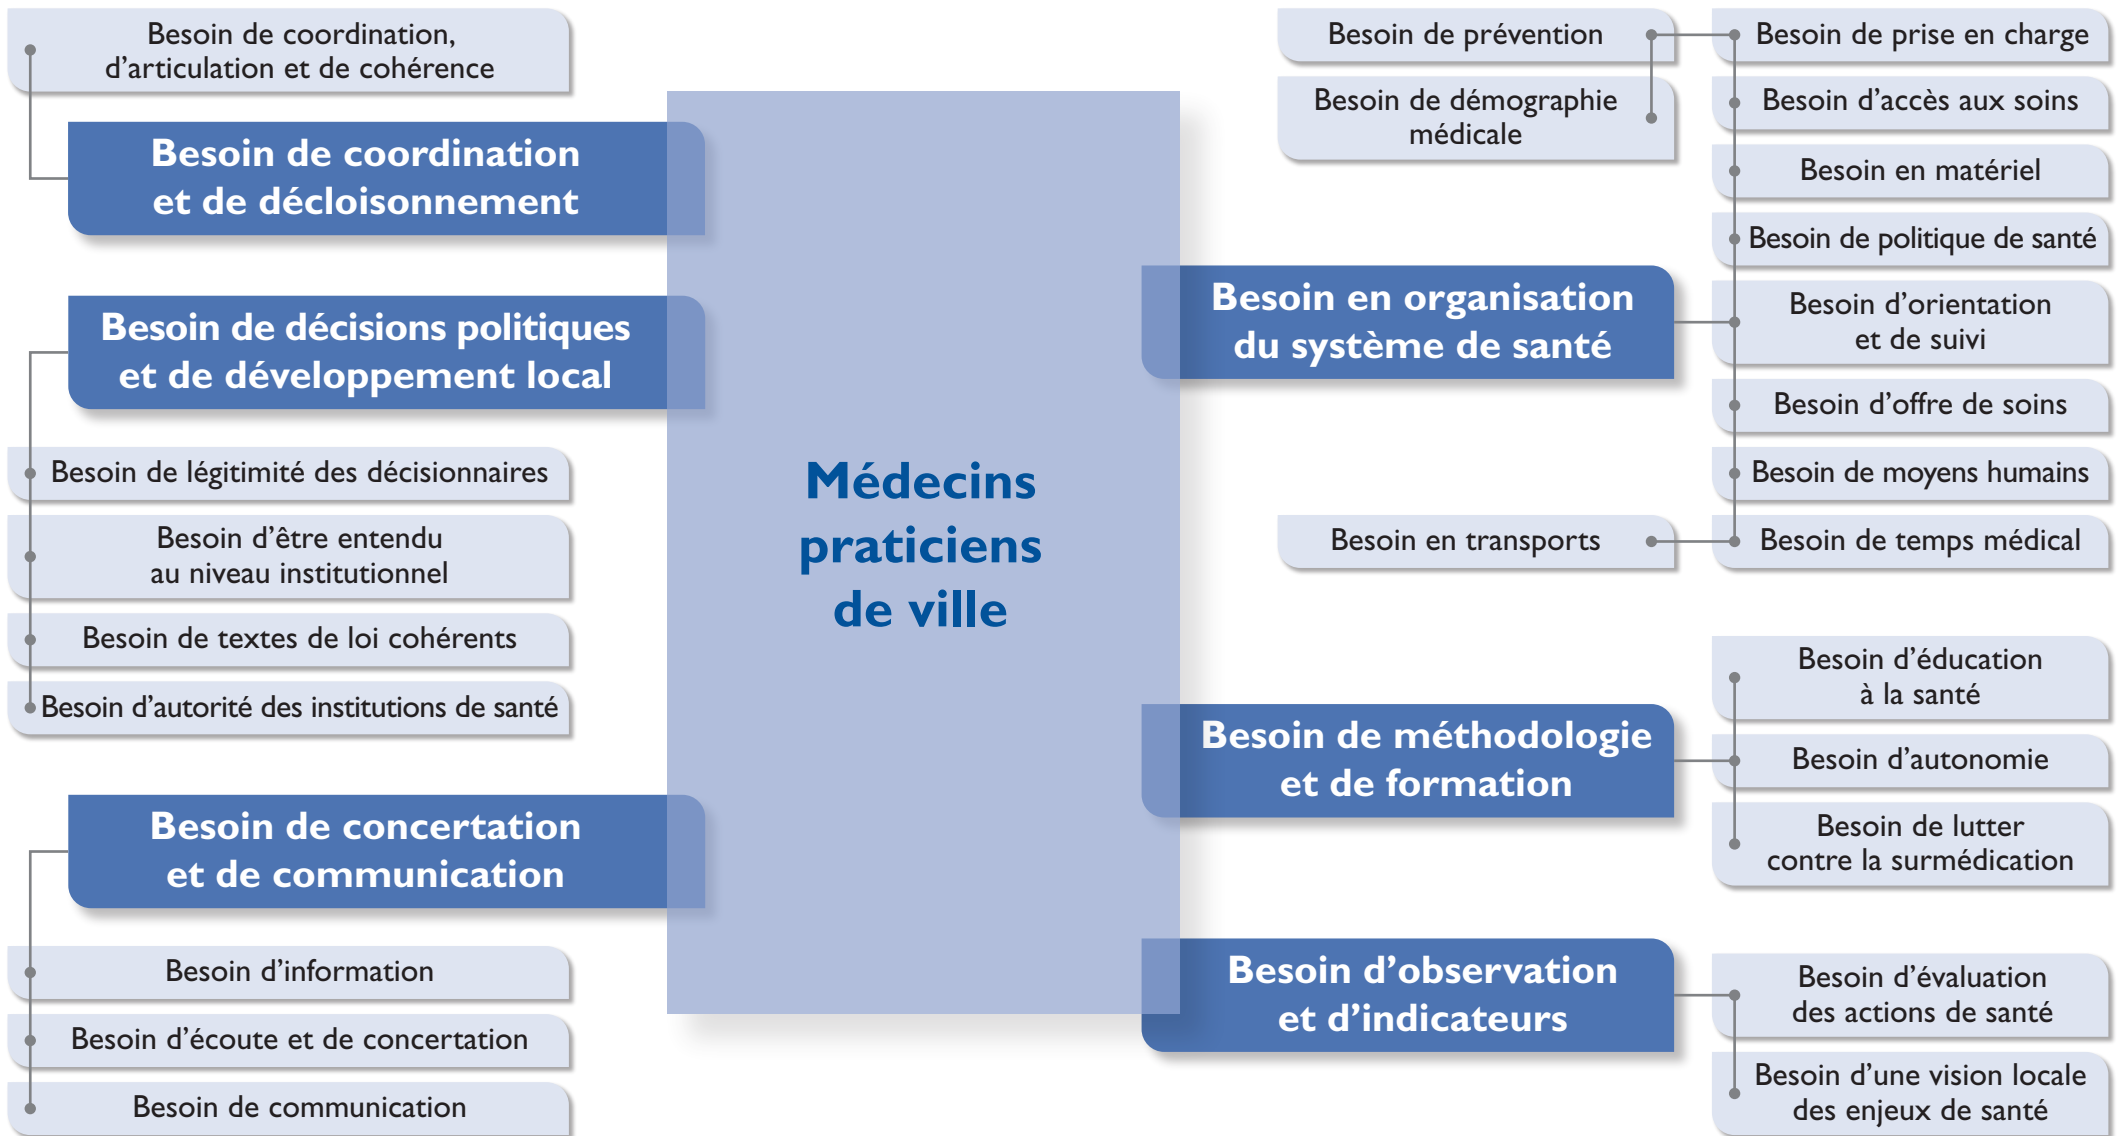 Besoin de coordination,
d’articulation et de cohérence
Besoin de coordination
et de décloisonnement
Besoin de décisions politiques
et de développement local
Besoin de légitimité des décisionnaires
Besoin d’être entendu
au niveau institutionnel
Besoin de textes de loi cohérents
Besoin d’autorité des institutions de santé
Besoin de concertation
et de communication
Besoin d’information
Besoin d’écoute et de concertation
Besoin de communication
Médecins
praticiens
de ville
Besoin de prévention
Besoin de démographie
médicale
Besoin de prise en charge
Besoin d’accès aux soins
Besoin en matériel
Besoin de politique de santé
Besoin en organisation
du système de santé
Besoin d’orientation
et de suivi
Besoin d’offre de soins
Besoin de moyens humains
Besoin en transports
Besoin de temps médical
Besoin de méthodologie
et de formation
Besoin d’éducation
à la santé
Besoin d’autonomie
Besoin de lutter
contre la surmédication
Besoin d’observation
et d’indicateurs
Besoin d’évaluation
des actions de santé
Besoin d’une vision locale
des enjeux de santé